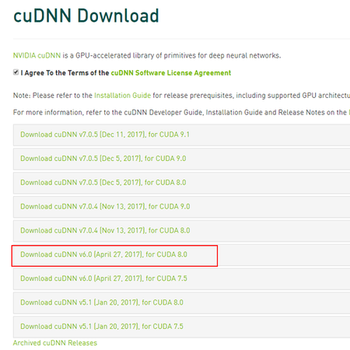 cuDNN Download
NVIDIA cuDNN is a GPU-accelerated library of primitives for deep neural networks.
I Agree To the Terms of the cuDNN Software License Agreement
Note: Please refer to the Installation Guide for release prerequisites, including supported GPU architectu
For more information, refer to the cuDNN Developer Guide, Installation Guide and Release Notes on the
Download cuDNN v7.0.5 [Dec 11, 2017], for CUDA 9.1
Download cuDNN v7.0.5 [Dec 5, 2017], for CUDA 9.0
Download cuDNN v7.0.5 [Dec 5, 2017], for CUDA 8.0
Download cuDNN v7.0.4 [Nov 13, 2017], for CUDA 9.0
Download cuDNN v7.0.4 [Nov 13, 2017], for CUDA 8.0
Download cuDNN v6.0 [April 27, 2017], for CUDA 8.0
Download cuDNN v6.0 [April 27, 2017], for CUDA 7.5
Download cuDNN v5.1 [Jan 20, 2017], for CUDA 8.0
Download cuDNN v5.1 [Jan 20, 2017], for CUDA 7.5
Archived cuDNN Releases